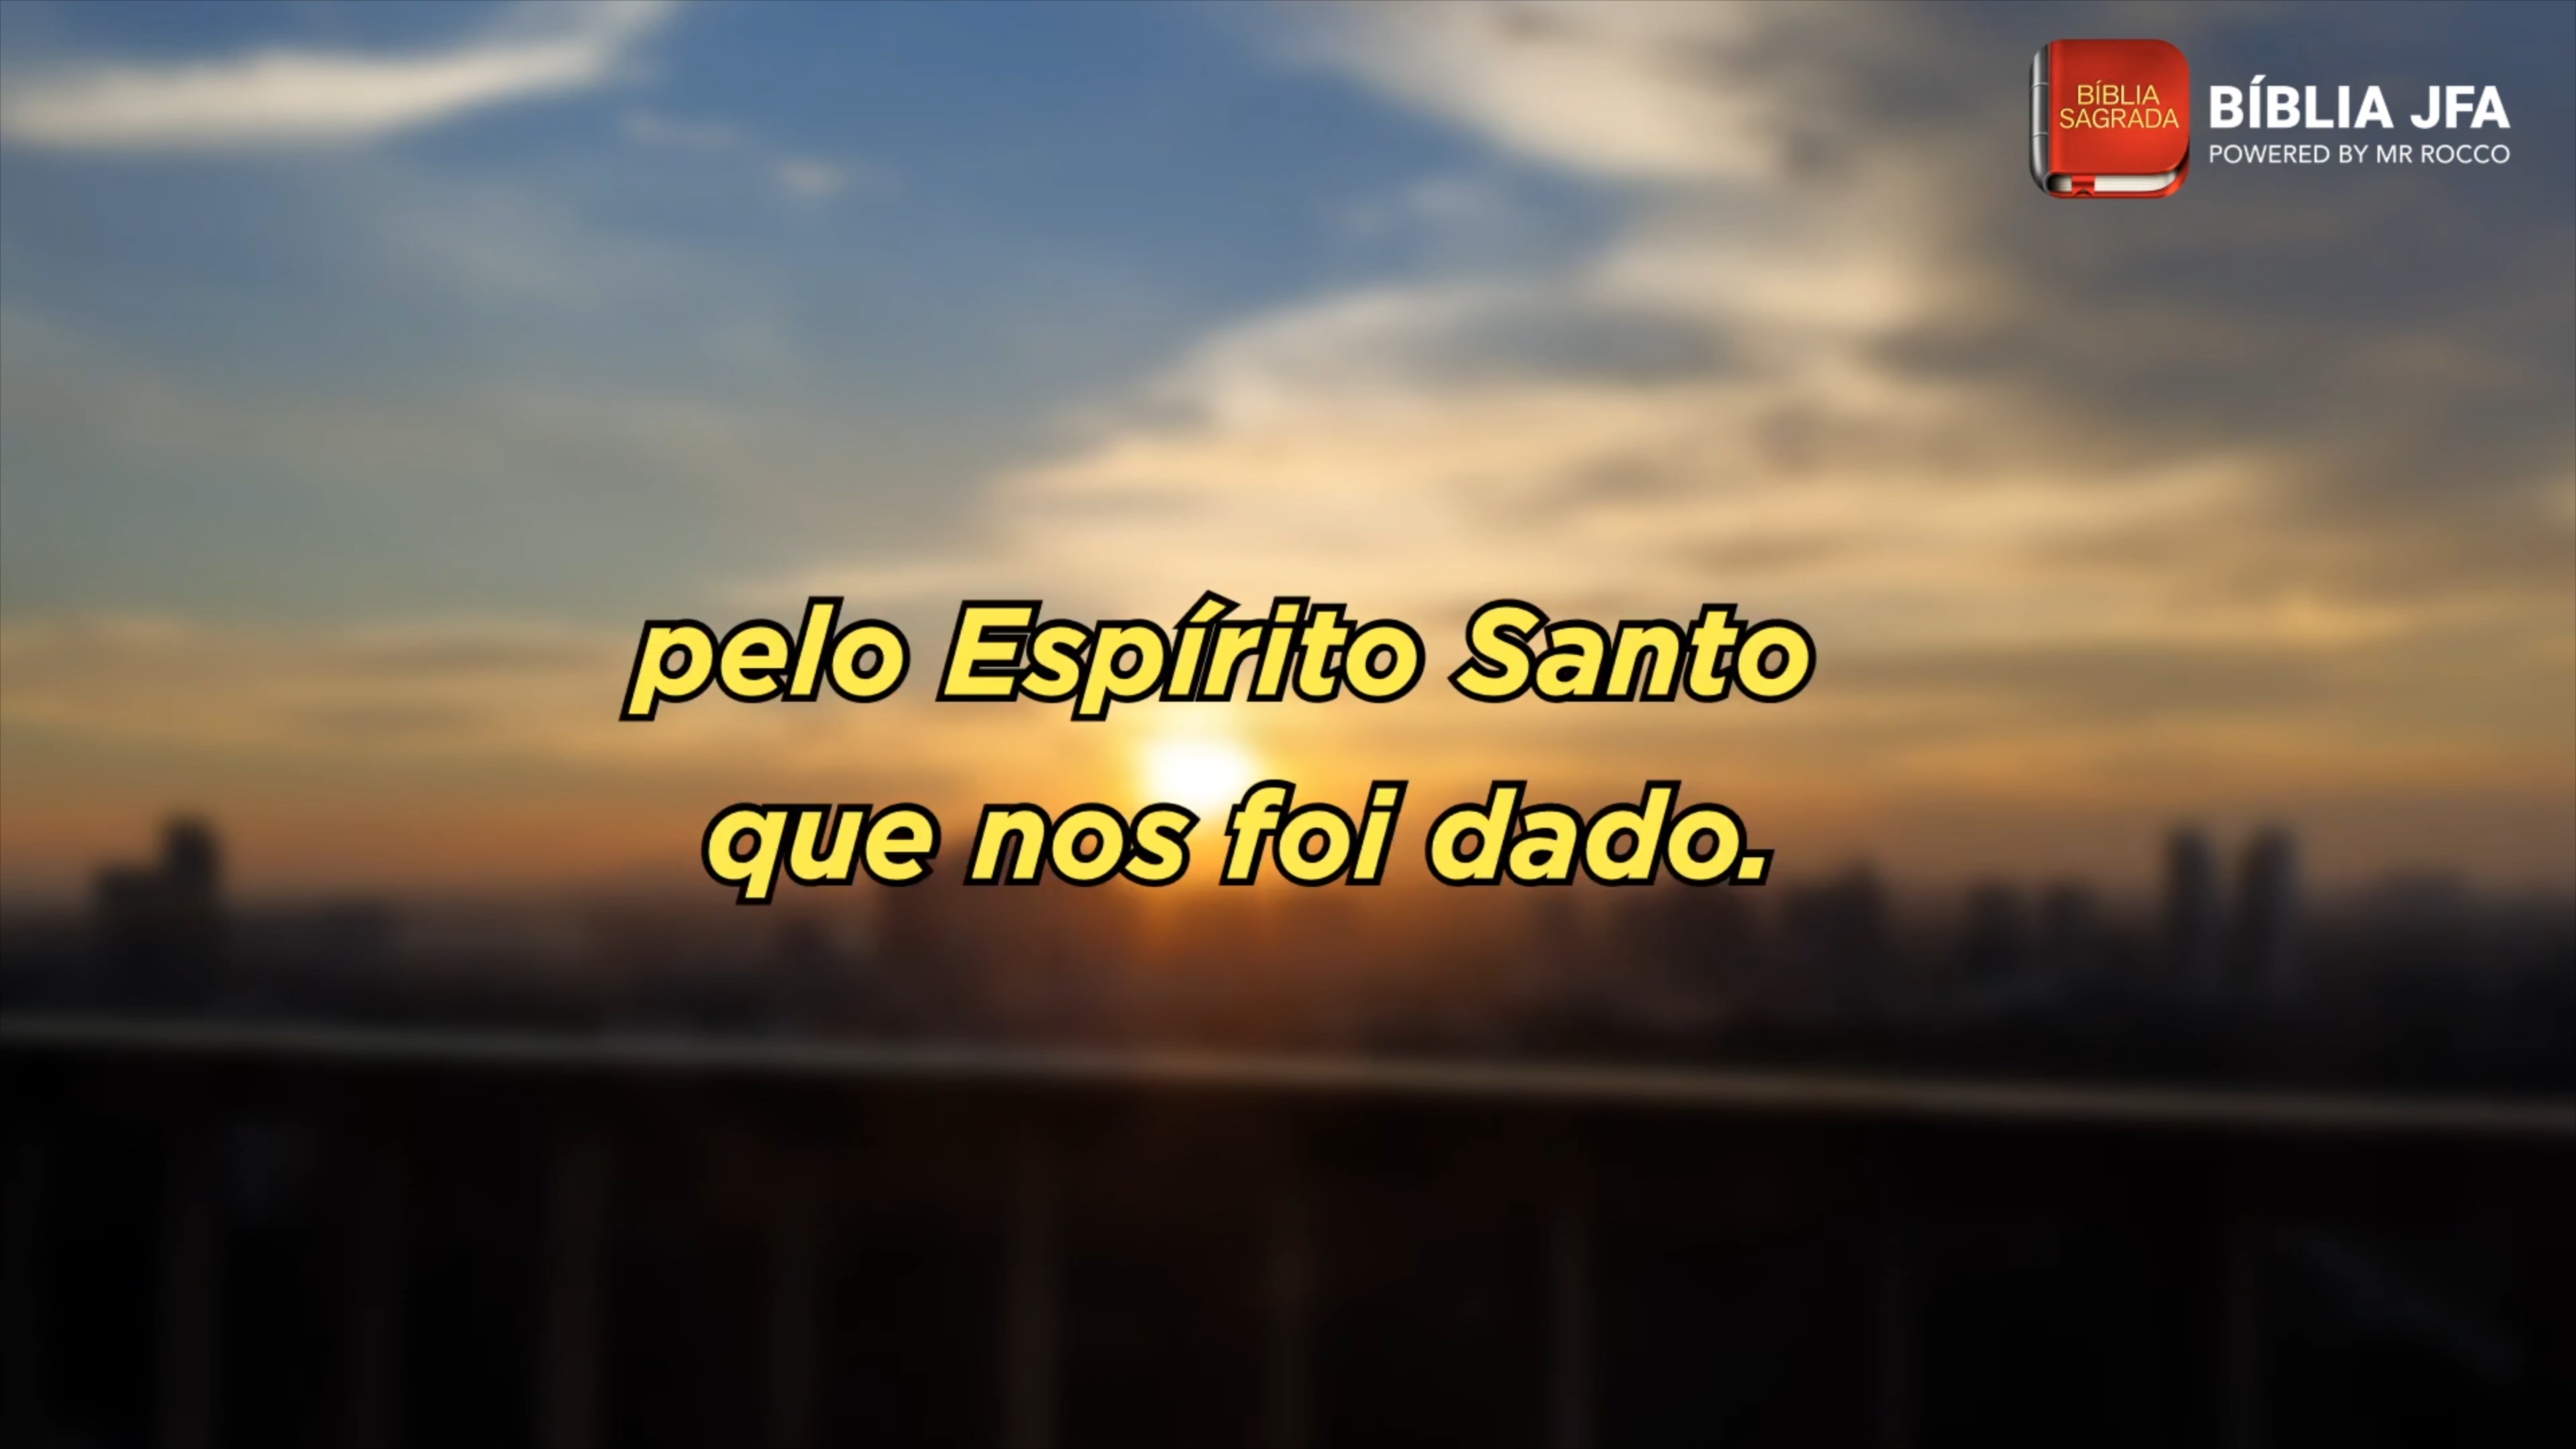 BÍBLIA
SAGRADA
BÍBLIA JFA
POWERED BY MR ROCCO
pelo Espírito Santo
que nos foi dado.